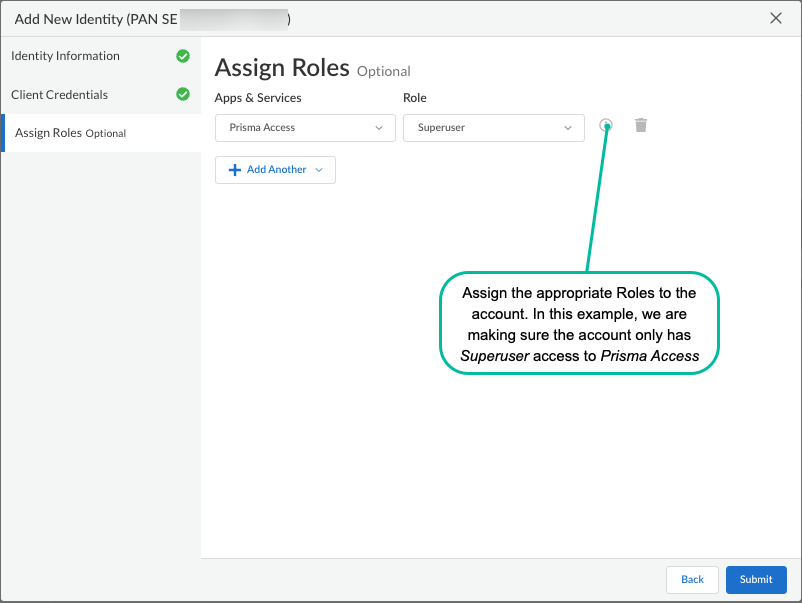 Add New Identity (PAN SE )
Identity Information
Client Credentials
Assign Roles Optional
Assign Roles Optional
Apps & Services
Role
Prisma Access
Superuser
Add Another
Assign the appropriate Roles to the
account. In this example, we are
making sure the account only has
Superuser access to Prisma Access
Back
Submit